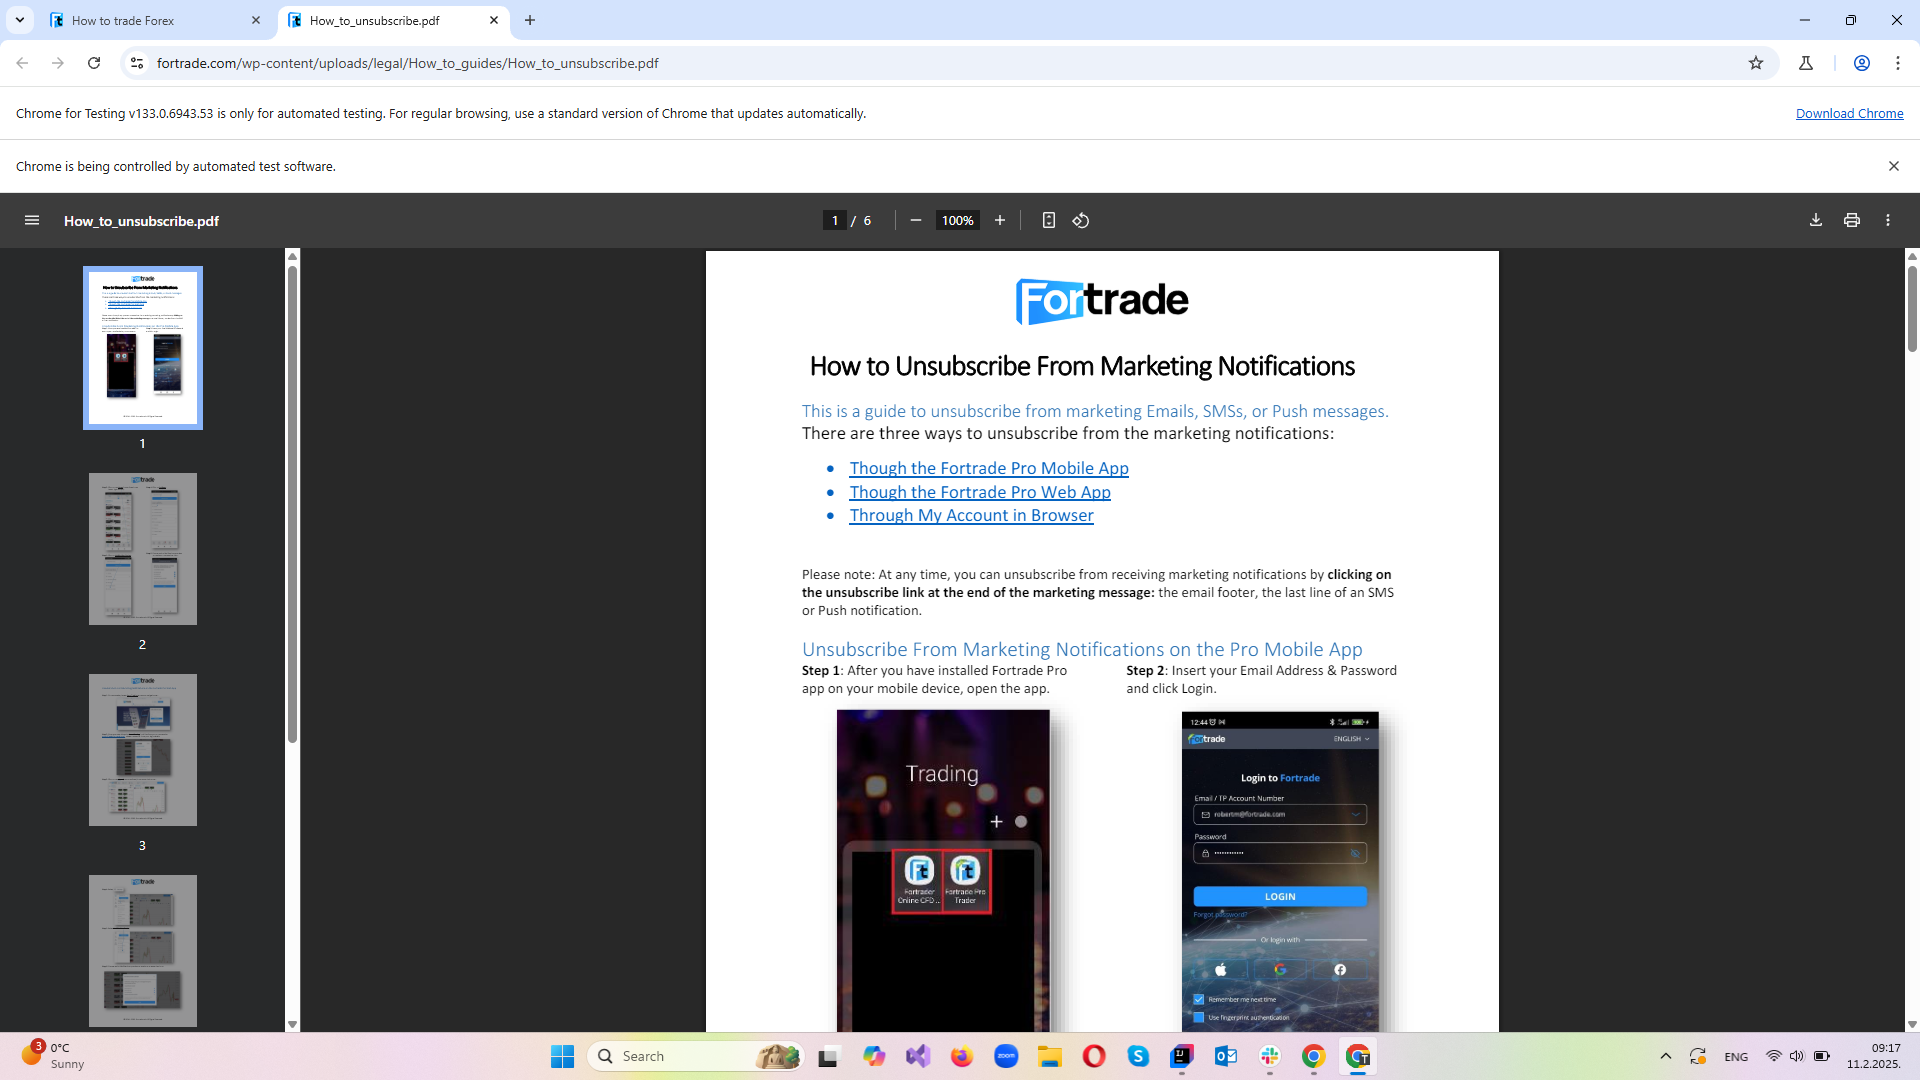 How to trade Forex
How_to_unsubscribe.pdf
fortrade.com/wp-content/uploads/legal/How_to_guides/How_to_unsubscribe.pdf
Chrome for Testing v133.0.6943.53 is only for automated testing. For regular browsing, use a standard version of Chrome that updates automatically.
Download Chrome
Chrome is being controlled by automated test software.
How_to_unsubscribe.pdf
1 / 6
100%
1
2
3
Fortrade
How to Unsubscribe From Marketing Notifications
This is a guide to unsubscribe from marketing Emails, SMSs, or Push messages.
There are three ways to unsubscribe from the marketing notifications:
• Though the Fortrade Pro Mobile App
• Though the Fortrade Pro Web App
• Through My Account in Browser
Please note: At any time, you can unsubscribe from receiving marketing notifications by clicking on
the unsubscribe link at the end of the marketing message: the email footer, the last line of an SMS
or Push notification.
Unsubscribe From Marketing Notifications on the Pro Mobile App
Step 1: After you have installed Fortrade Pro
app on your mobile device, open the app.
Step 2: Insert your Email Address & Password
and click Login.
Trading
Fortrader
Online CFD ...
Fortrade Pro
Trader
12:44
Fortrade
ENGLISH
Login to Fortrade
Email / TP Account Number
robertm@fortrade.com
Password
LOGIN
Forgot password?
Or login with
Remember me next time
Use fingerprint authentication
3
0°C
Sunny
Search
zoom
ENG
09:17
11.2.2025.